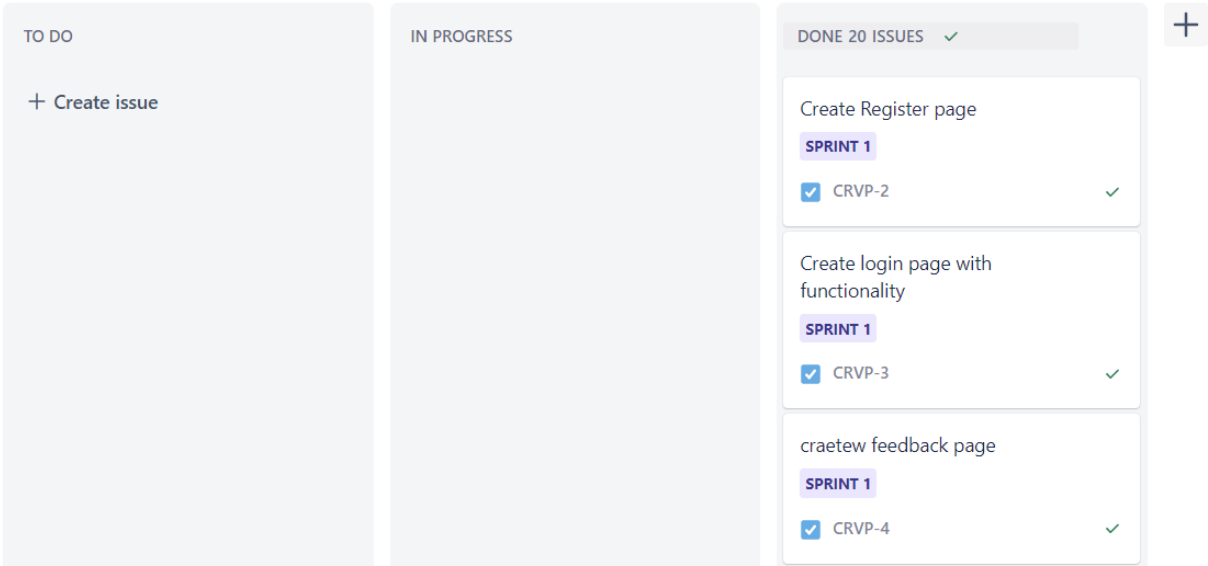 TO DO
+ Create issue
IN PROGRESS
DONE 20 ISSUES
Create Register page
SPRINT 1
CRVP-2
Create login page with
functionality
SPRINT 1
CRVP-3
craetew feedback page
SPRINT 1
CRVP-4